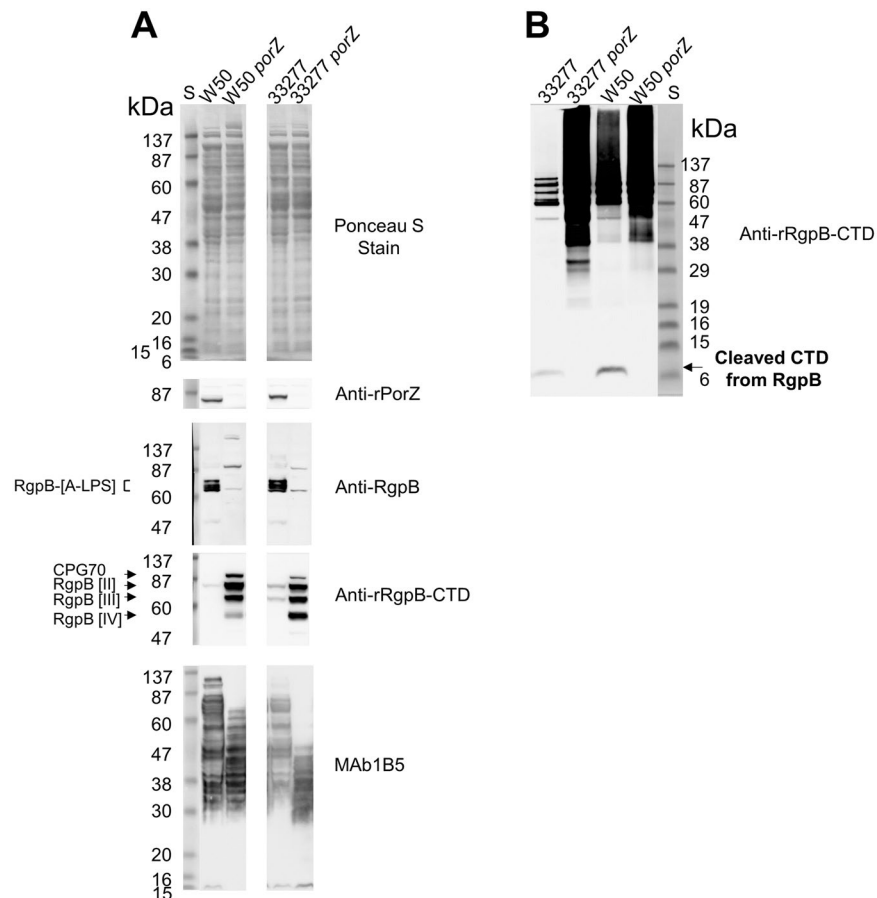 A
S W50 W50 porZ 33277 33277 porZ
kDa
137
87
60
47
38
30
20
16
15
6
Ponceau S
Stain
87
Anti-rPorZ
137
87
60
47
RgpB-[A-LPS]
Anti-RgpB
137
87
60
47
CPG70
RgpB [II]
RgpB [III]
RgpB [IV]
Anti-rRgpB-CTD
137
87
60
47
38
30
20
16
15
MAb1B5
B
33277 33277 porZ W50 W50 porZ S
kDa
137
87
60
47
38
29
19
16
15
6
Anti-rRgpB-CTD
Cleaved CTD
from RgpB